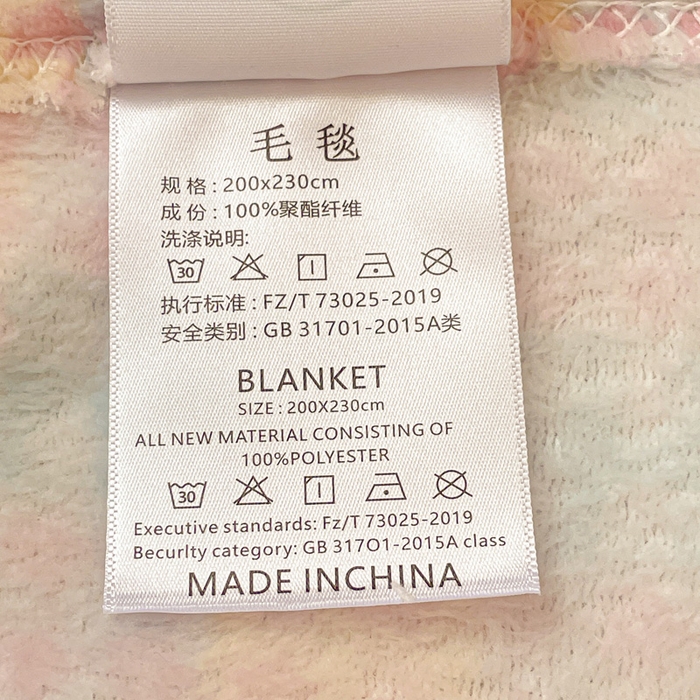 毛毯
规格:200x230cm
成份:100%聚酯纤维
洗涤说明:
30
执行标准:FZ/T 73025-2019
安全类别:GB 31701-2015A类
BLANKET
SIZE:200X230cm
ALL NEW MATERIAL CONSISTING OF
100%POLYESTER
30
Executive standards: Fz/T 73025-2019
Becurlty category: GB 317O1-2015A class
MADE INCHINA